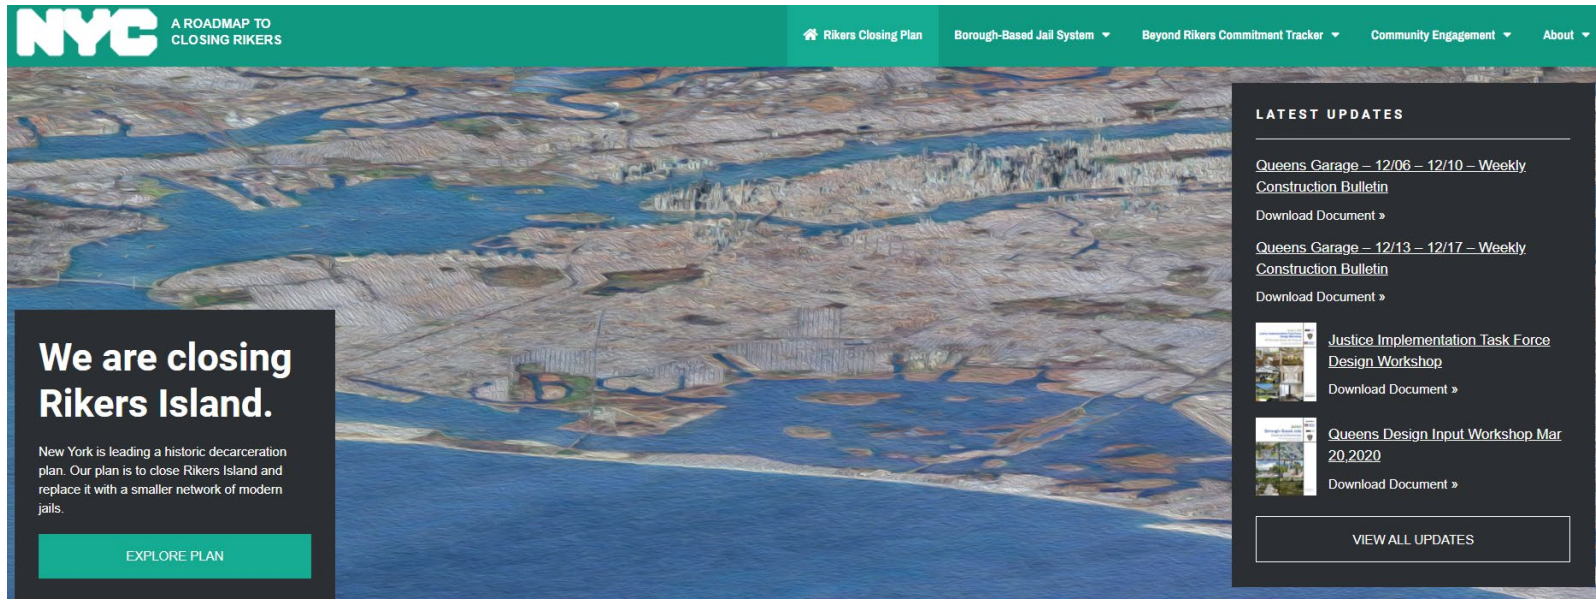 NYC
A ROADMAP TO
CLOSING RIKERS
Rikers Closing Plan
Borough-Based Jail System
Beyond Rikers Commitment Tracker
Community Engagement
About
We are closing
Rikers Island.
New York is leading a historic decarceration
plan. Our plan is to close Rikers Island and
replace it with a smaller network of modern
jails.
EXPLORE PLAN
LATEST UPDATES
Queens Garage – 12/06 – 12/10 – Weekly
Construction Bulletin
Download Document »
Queens Garage – 12/13 – 12/17 – Weekly
Construction Bulletin
Download Document »
Justice Implementation Task Force
Design Workshop
Download Document »
Queens Design Input Workshop Mar
20,2020
Download Document »
VIEW ALL UPDATES